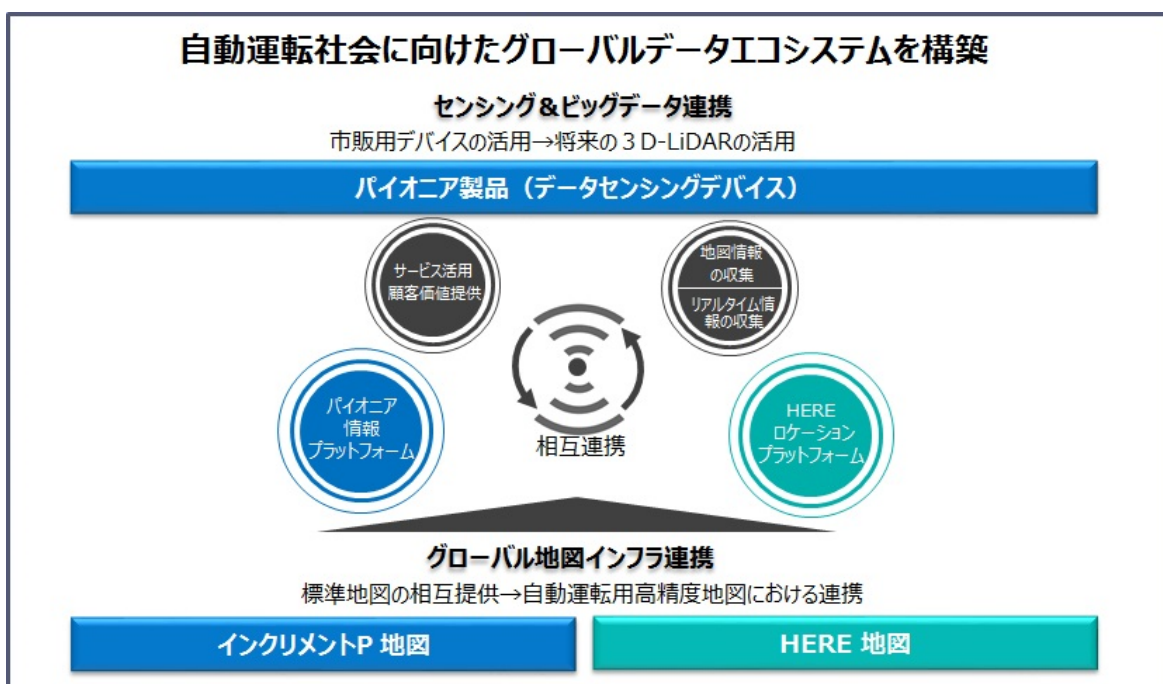 自動運転社会に向けたグローバルデータエコシステムを構築
センシング＆ビッグデータ連携
市販用デバイスの活用→将来の３D-LiDARの活用
パイオニア製品（データセンシングデバイス）
サービス活用
顧客価値提供
地図情報
の収集
リアルタイム情
報の収集
パイオニア
情報
プラットフォーム
相互連携
HERE
ロケーション
プラットフォーム
グローバル地図インフラ連携
標準地図の相互提供→自動運転用高精度地図における連携
インクリメントP 地図
HERE 地図